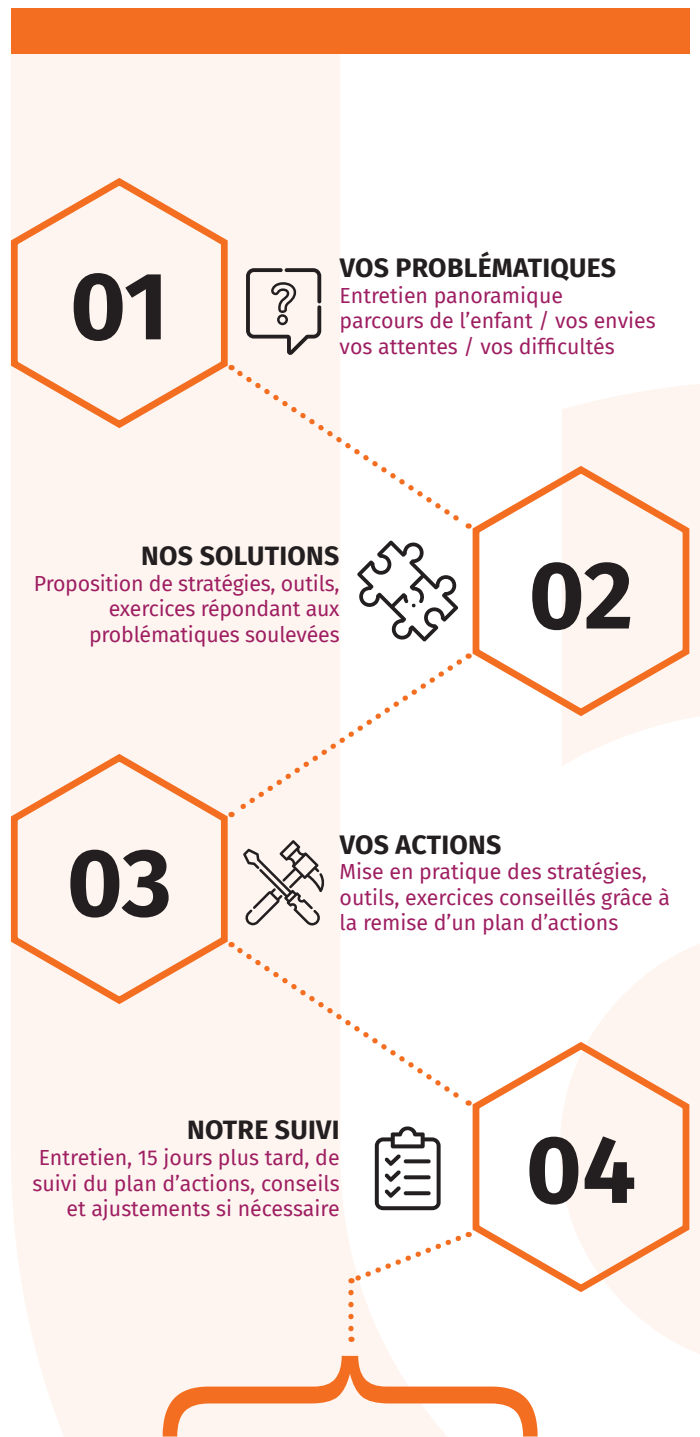 01
VOS PROBLÉMATIQUES
Entretien panoramique
parcours de l’enfant / vos envies
vos attentes / vos difficultés
NOS SOLUTIONS
Proposition de stratégies, outils,
exercices répondant aux
problématiques soulevées
02
03
VOS ACTIONS
Mise en pratique des stratégies,
outils, exercices conseillés grâce à
la remise d’un plan d’actions
NOTRE SUIVI
Entretien, 15 jours plus tard, de
suivi du plan d’actions, conseils
et ajustements si nécessaire
04